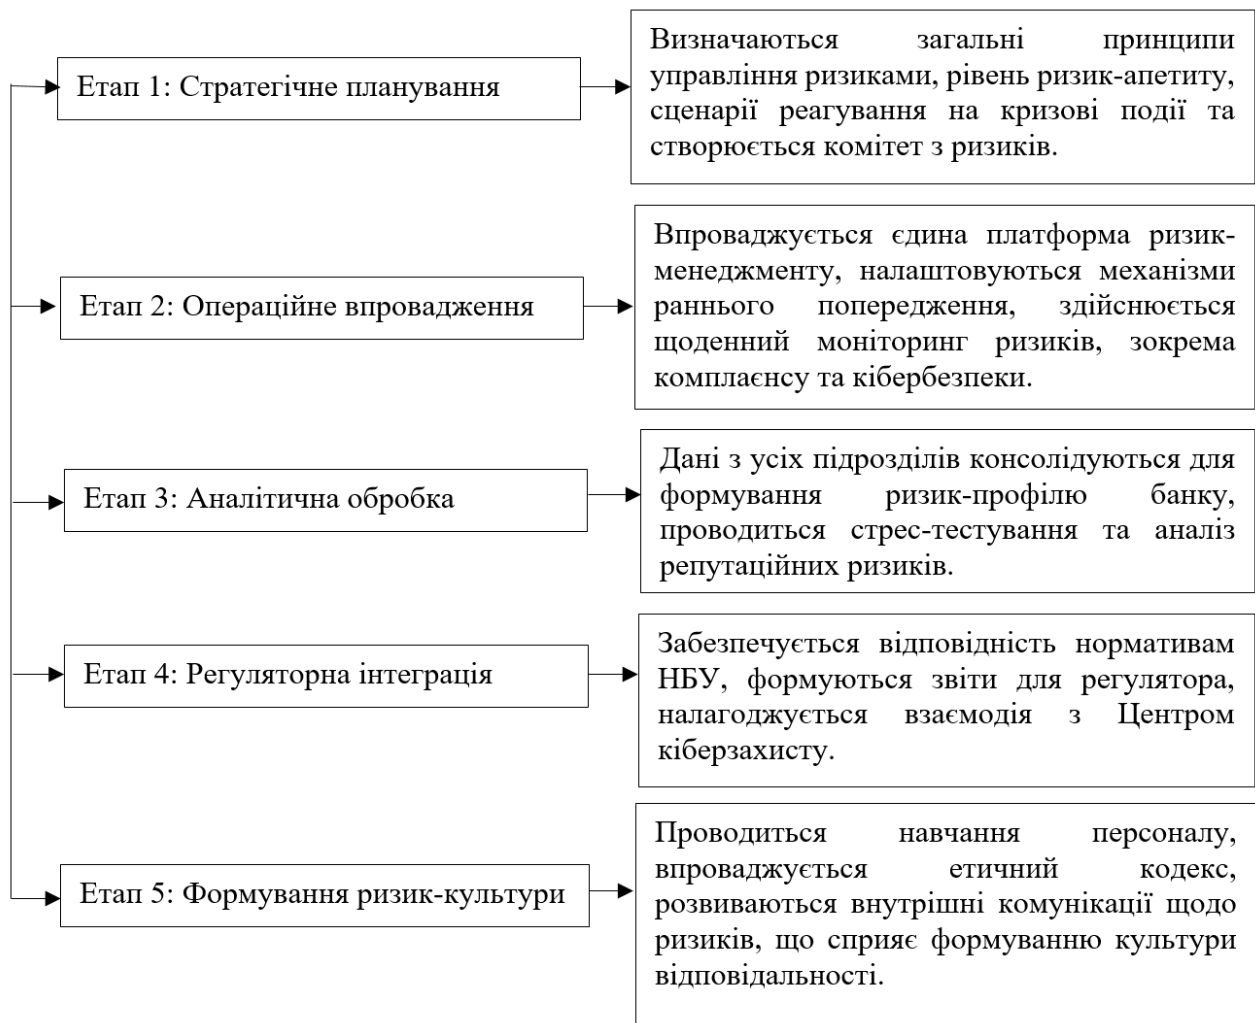 Етап 1: Стратегічне планування
Визначаються загальні принципи
управління ризиками, рівень ризик-апетиту,
сценарії реагування на кризові події та
створюється комітет з ризиків.
Етап 2: Операційне впровадження
Впроваджується єдина платформа ризик-
менеджменту, налаштовуються механізми
раннього попередження, здійснюється
щоденний моніторинг ризиків, зокрема
комплаєнсу та кібербезпеки.
Етап 3: Аналітична обробка
Дані з усіх підрозділів консолідуються для
формування ризик-профілю банку,
проводиться стрес-тестування та аналіз
репутаційних ризиків.
Етап 4: Регуляторна інтеграція
Забезпечується відповідність нормативам
НБУ, формуються звіти для регулятора,
налагоджується взаємодія з Центром
кіберзахисту.
Етап 5: Формування ризик-культури
Проводиться навчання персоналу,
впроваджується етичний кодекс,
розвиваються внутрішні комунікації щодо
ризиків, що сприяє формуванню культури
відповідальності.